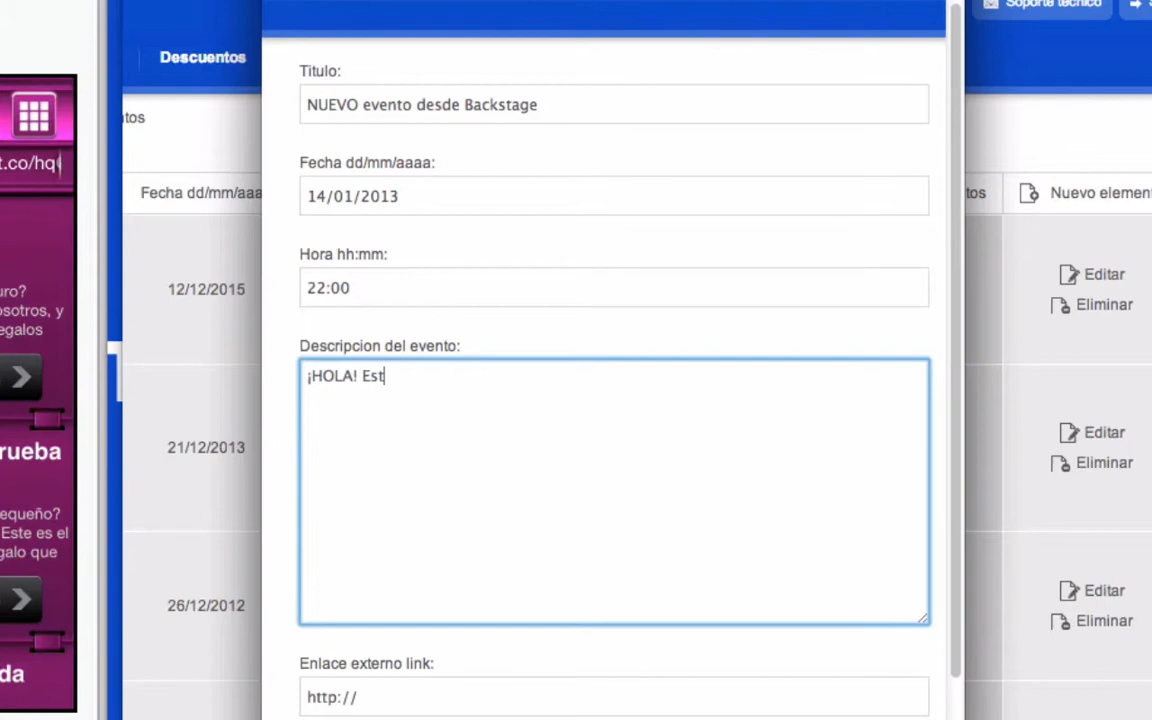 Soporte técnico
Descuentos
t.co/hq
Titulo:
NUEVO evento desde Backstage
Fecha dd/mm/aaaa:
14/01/2013
Hora hh:mm:
22:00
Descripcion del evento:
¡HOLA! Est
Enlace externo link:
http://
tos
Fecha dd/mm/aaa
12/12/2015
21/12/2013
26/12/2012
tos
Nuevo element
Editar
Eliminar
Editar
Eliminar
Editar
Eliminar
uro?
osotros, y
egalos
rueba
equeño?
Este es el
galo que
da